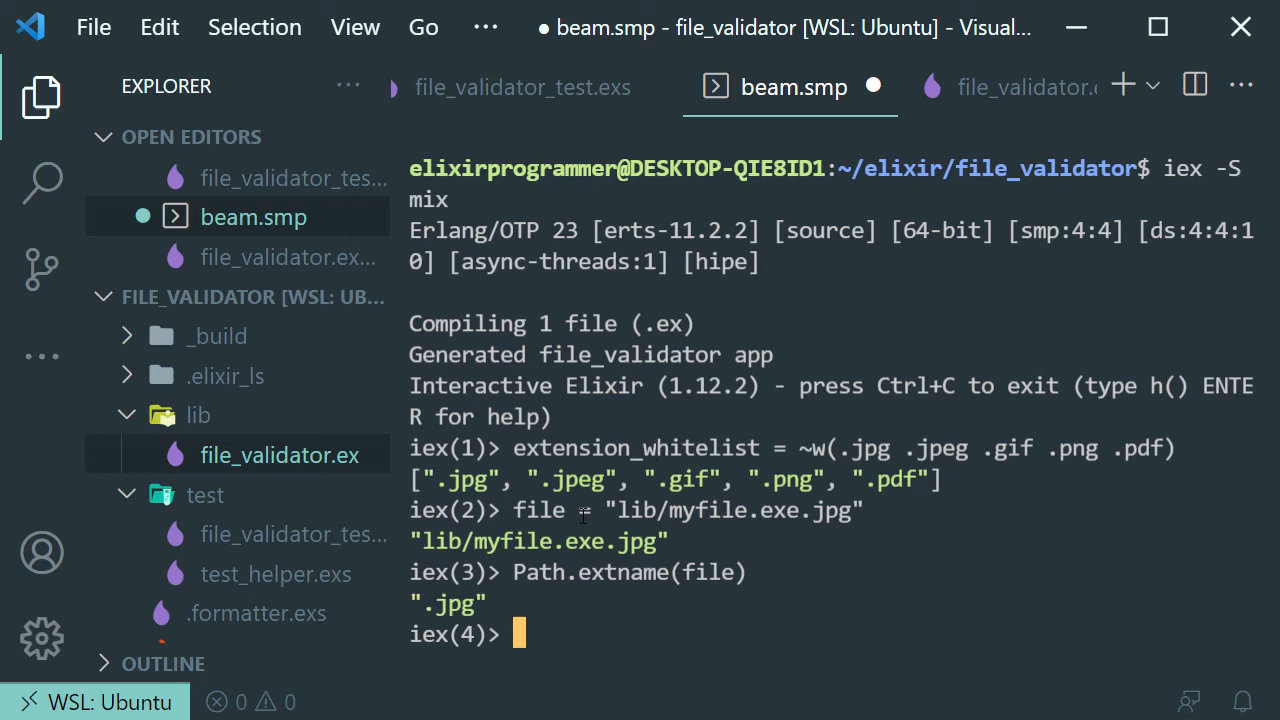 File Edit Selection View Go ··· ● beam.smp - file_validator [WSL: Ubuntu] - Visual...
EXPLORER ···
file_validator_test.exs
beam.smp
file_validator.e
OPEN EDITORS
file_validator_tes...
beam.smp
file_validator.ex...
FILE_VALIDATOR [WSL: UB...
_build
.elixir_ls
lib
file_validator.ex
test
file_validator_tes...
test_helper.exs
.formatter.exs
OUTLINE
elixirprogrammer@DESKTOP-QIE8ID1:~/elixir/file_validator$ iex -S
mix
Erlang/OTP 23 [erts-11.2.2] [source] [64-bit] [smp:4:4] [ds:4:4:1
0] [async-threads:1] [hipe]
Compiling 1 file (.ex)
Generated file_validator app
Interactive Elixir (1.12.2) - press Ctrl+C to exit (type h() ENTE
R for help)
iex(1)> extension_whitelist = ~w(.jpg .jpeg .gif .png .pdf)
[".jpg", ".jpeg", ".gif", ".png", ".pdf"]
iex(2)> file = "lib/myfile.exe.jpg"
"lib/myfile.exe.jpg"
iex(3)> Path.extname(file)
".jpg"
iex(4)>
WSL: Ubuntu 0 0